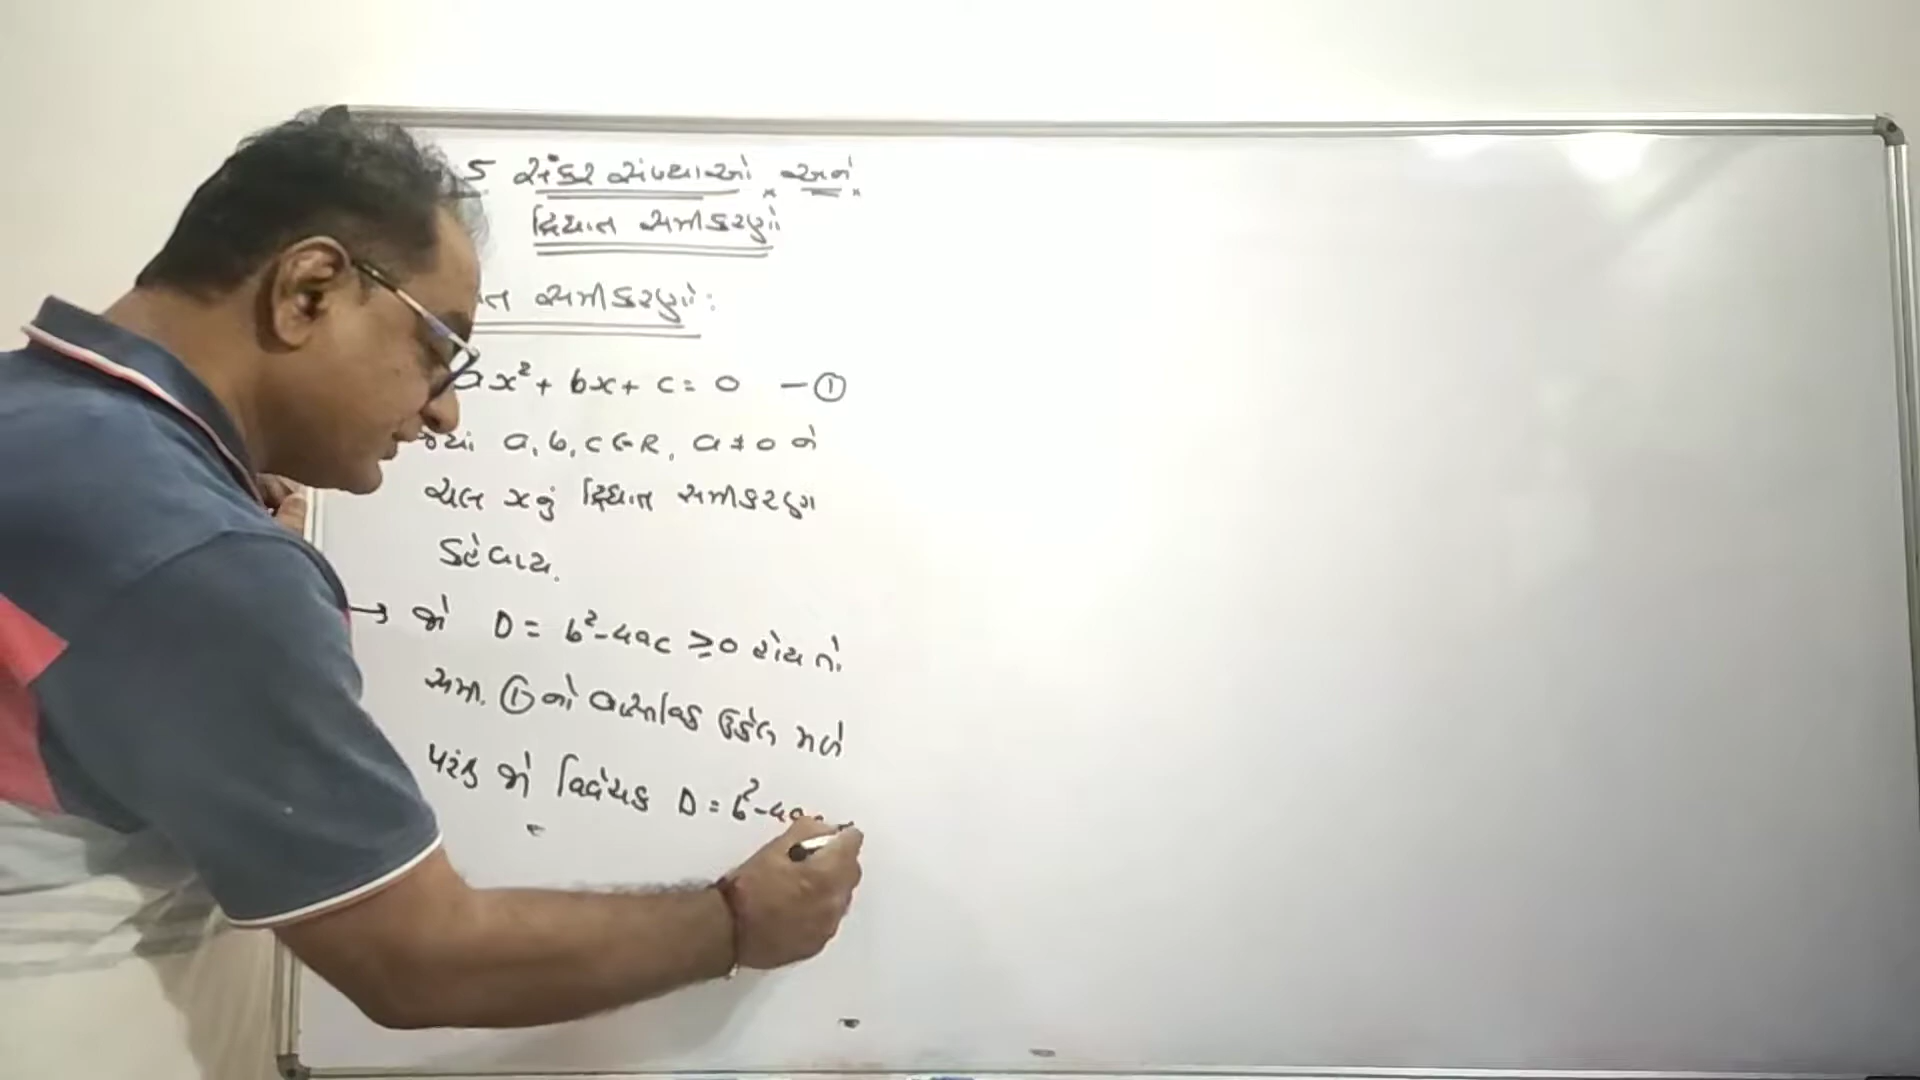 5 સંકર સંખ્યાઓ અને
દ્વિઘાત સમીકરણો
ત સમીકરણો:
ax² + bx + c = 0 — ①
જ્યાં a, b, c ∈ R, a ≠ 0 ને
ચલ x નું દ્વિઘાત સમીકરણ
કહેવાય.
→ જો D = b² - 4ac ≥ 0 હોય તો
સમી. ① નો વાસ્તવિક ઉકેલ મળે
પરંતુ જો વિવેચક D = b² - 4a